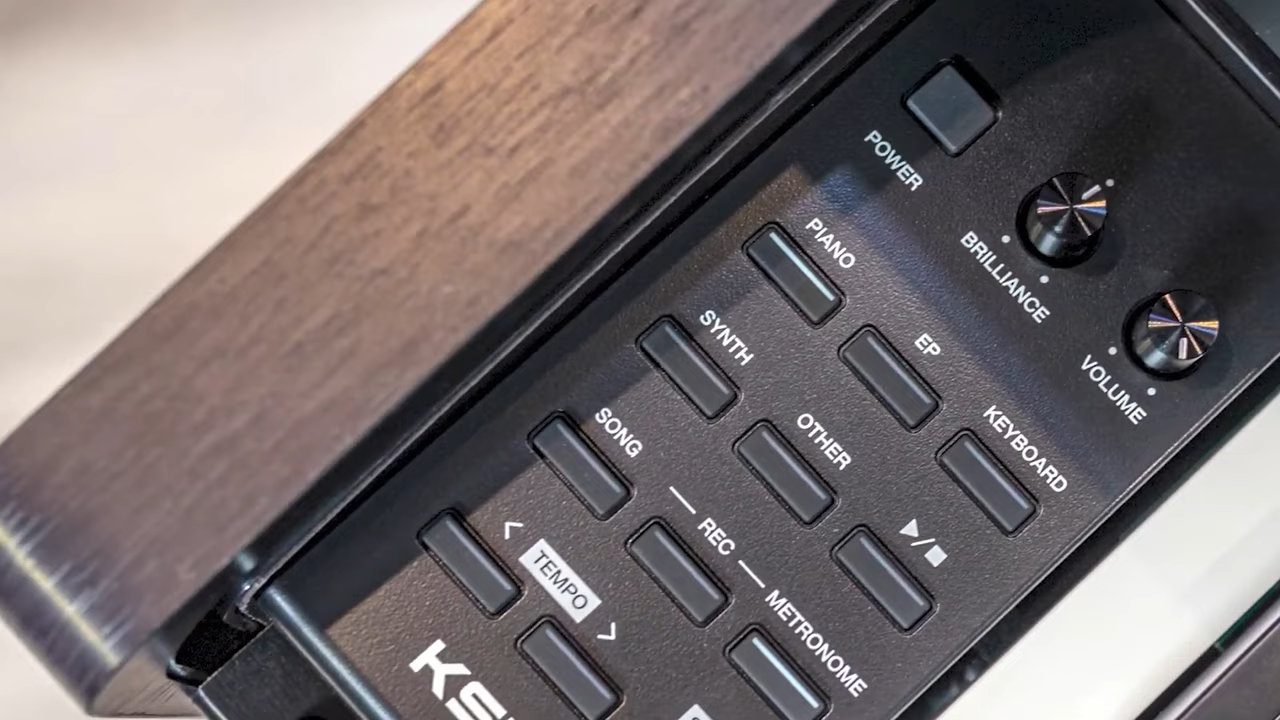 POWER
BRILLIANCE
VOLUME
PIANO
EP
KEYBOARD
SYNTH
OTHER
▶/■
SONG
REC
METRONOME
< TEMPO >